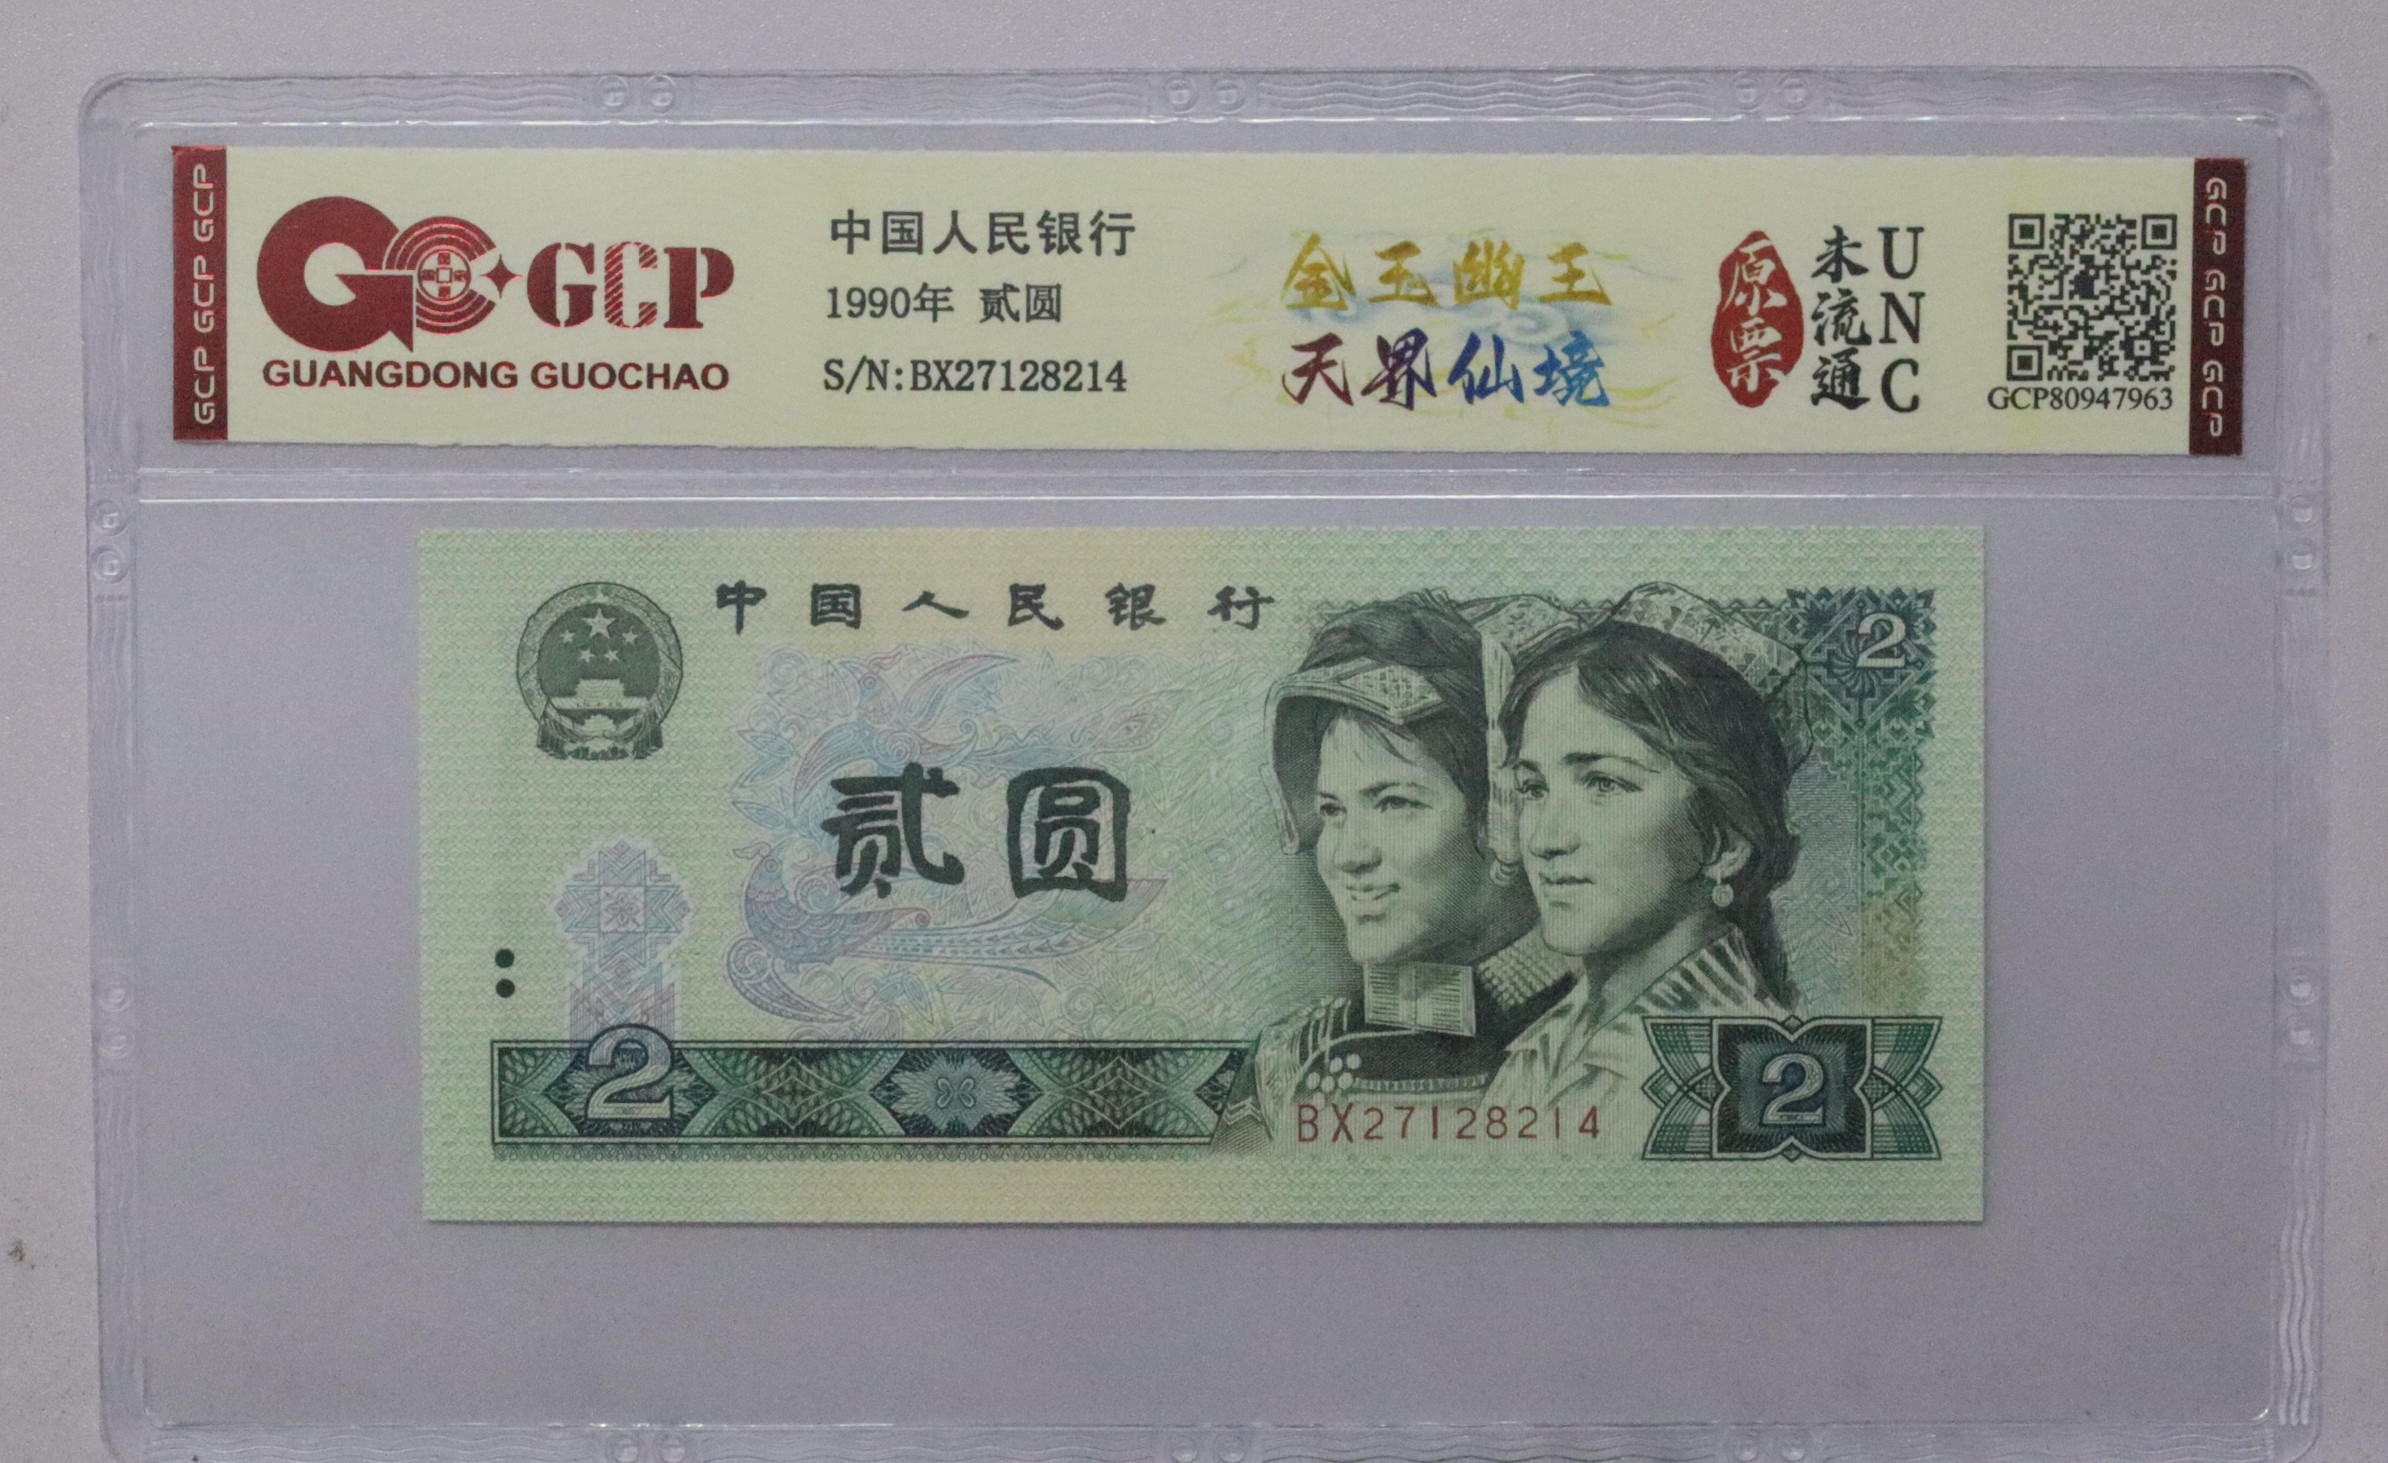 GCP GCP GCP
GCP
GUANGDONG GUOCHAO
中国人民银行
1990年 贰圆
S/N:BX27128214
金玉幽王
天界仙境
原票
未流通
UNC
GCP80947963
GCP GCP GCP
中国人民银行
2
贰圆
2
BX27128214
2